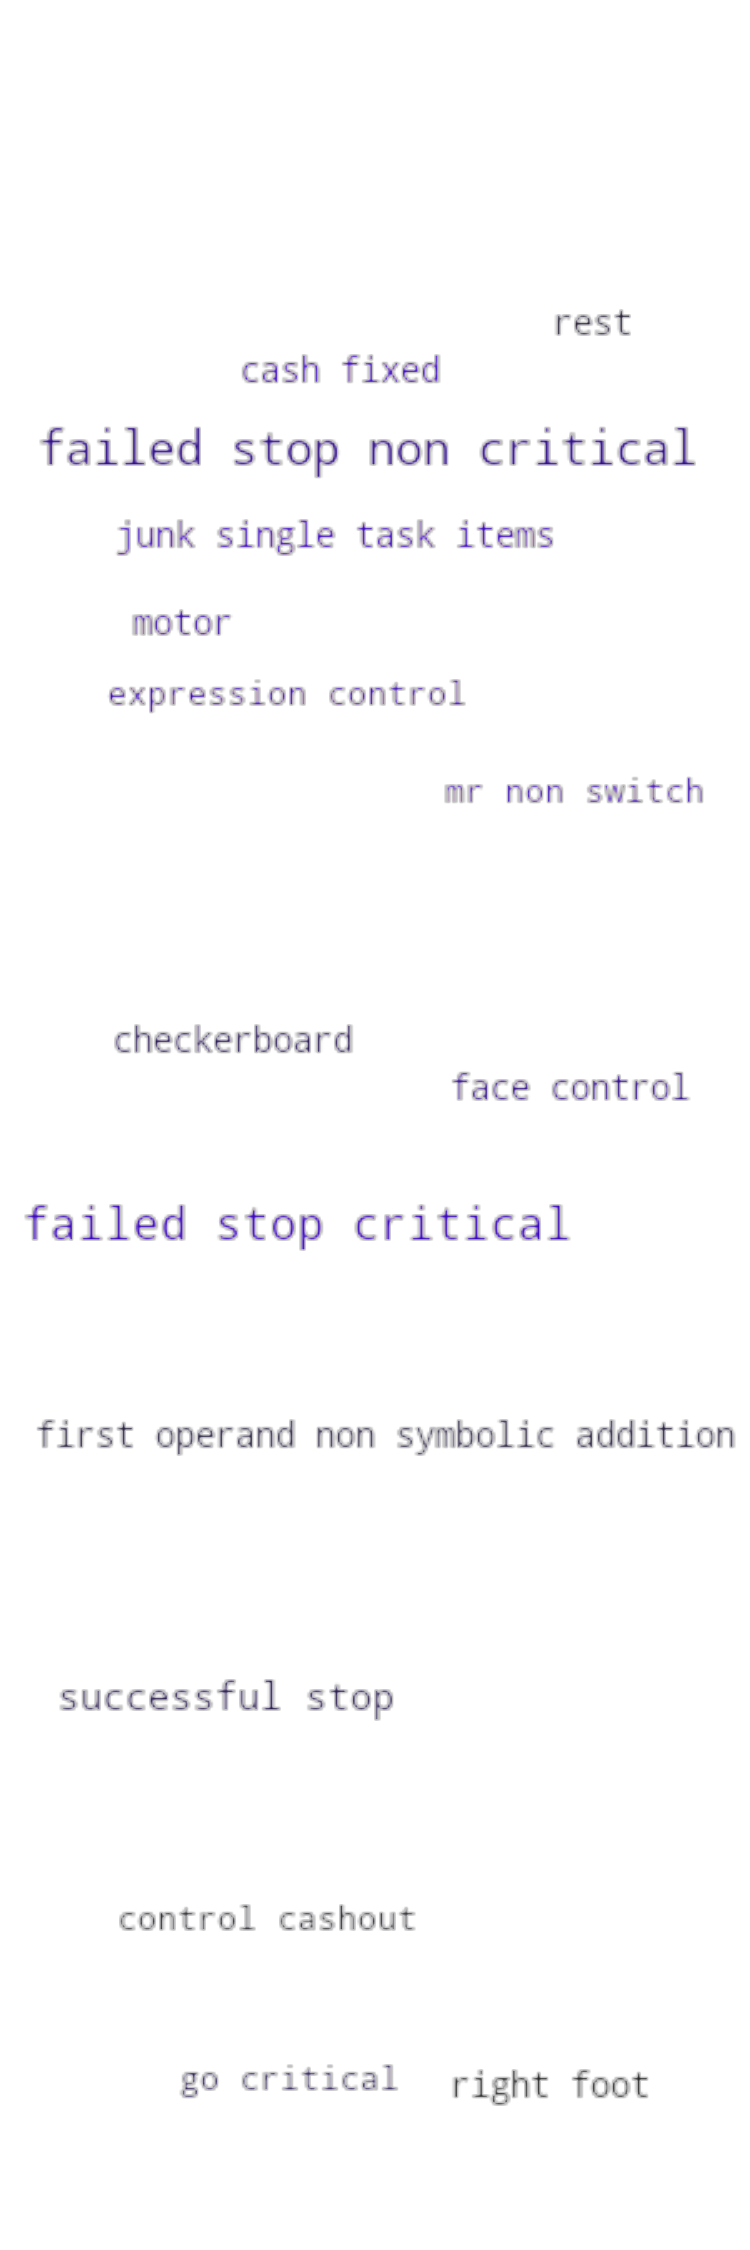 rest
cash fixed
failed stop non critical
junk single task items
motor
expression control
mr non switch
checkerboard
face control
failed stop critical
first operand non symbolic addition
successful stop
control cashout
go critical
right foot